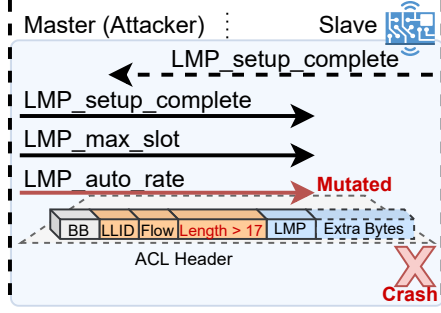 Master (Attacker) Slave
LMP_setup_complete
LMP_setup_complete
LMP_max_slot
LMP_auto_rate
Mutated
BB LLID Flow Length > 17 LMP Extra Bytes
ACL Header
Crash